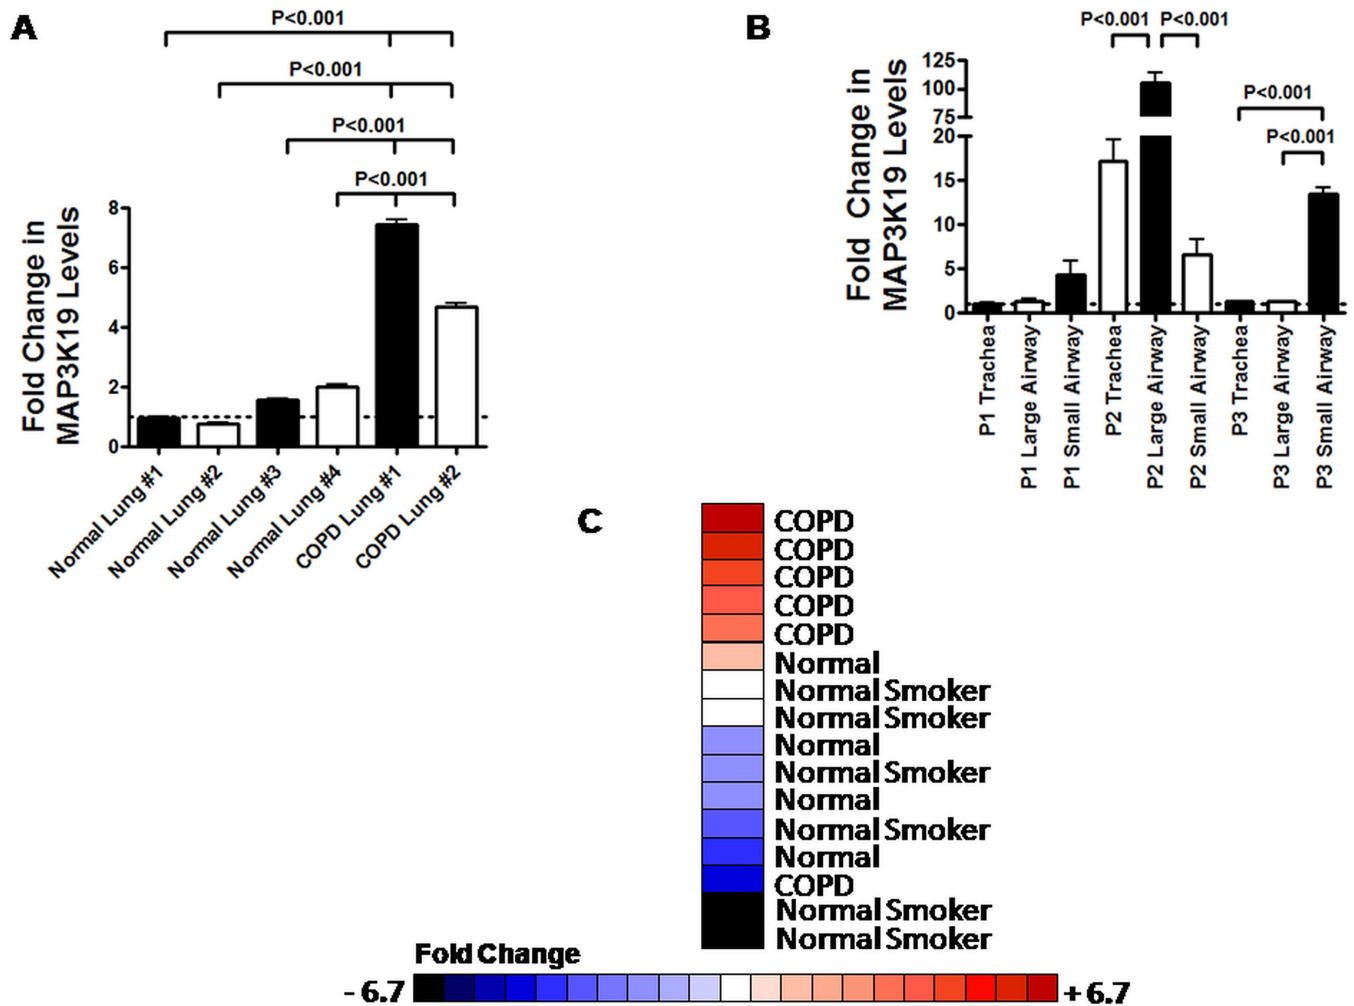 A
P<0.001
P<0.001
P<0.001
P<0.001
Fold Change in
MAP3K19 Levels
8
6
4
2
0
Normal Lung #1
Normal Lung #2
Normal Lung #3
Normal Lung #4
COPD Lung #1
COPD Lung #2
B
P<0.001 P<0.001
P<0.001
P<0.001
Fold Change in
MAP3K19 Levels
125
100
75
20
15
10
5
0
P1 Trachea
P1 Large Airway
P1 Small Airway
P2 Trachea
P2 Large Airway
P2 Small Airway
P3 Trachea
P3 Large Airway
P3 Small Airway
C
COPD
COPD
COPD
COPD
COPD
Normal
Normal Smoker
Normal Smoker
Normal
Normal Smoker
Normal
Normal Smoker
Normal
COPD
Normal Smoker
Normal Smoker
Fold Change
- 6.7 + 6.7